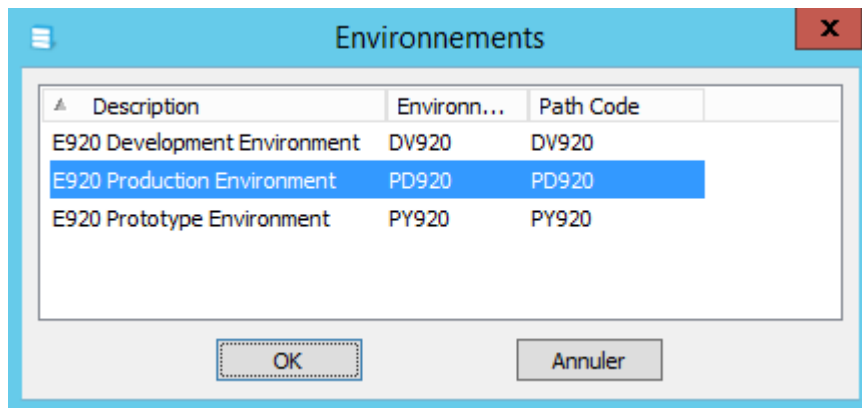 Environnements
x
Description Environn... Path Code
E920 Development Environment DV920 DV920
E920 Production Environment PD920 PD920
E920 Prototype Environment PY920 PY920
OK Annuler